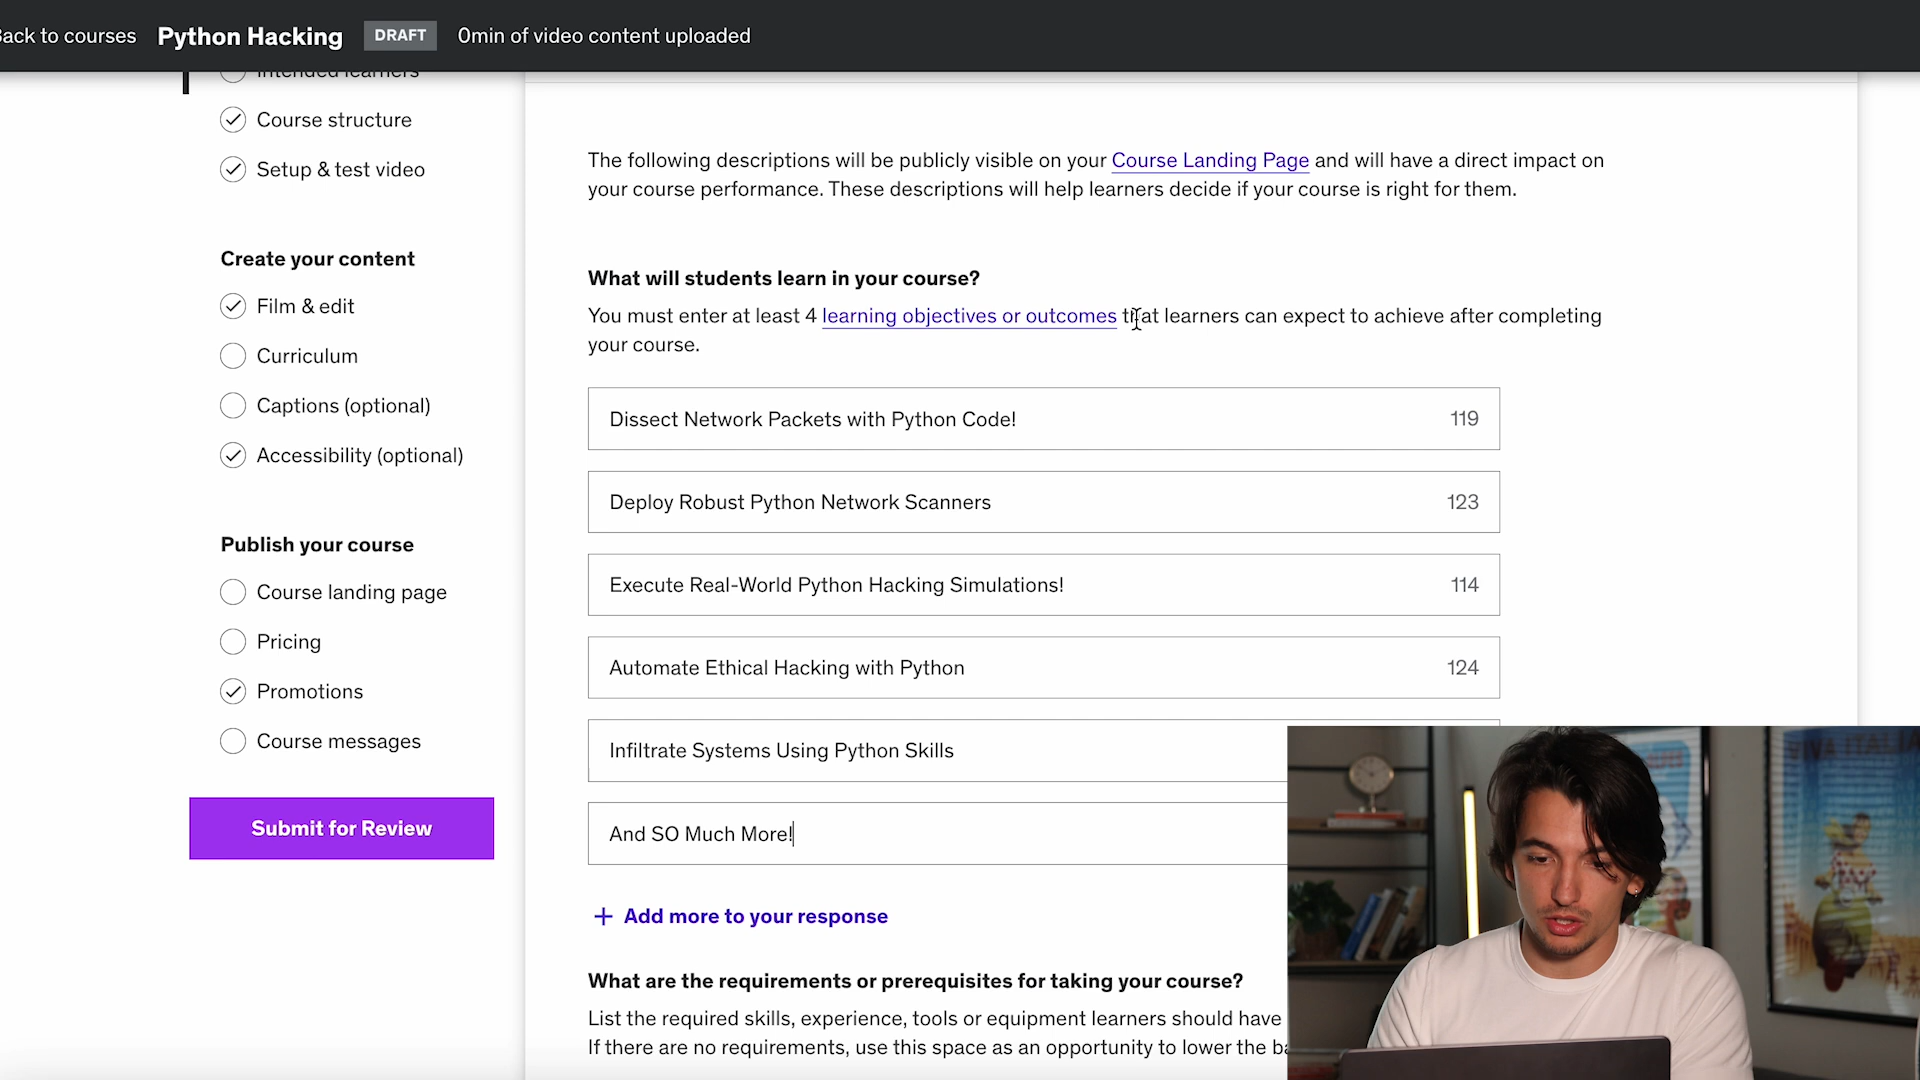 Back to courses Python Hacking DRAFT 0min of video content uploaded
Intended learners
Course structure
Setup & test video
Create your content
Film & edit
Curriculum
Captions (optional)
Accessibility (optional)
Publish your course
Course landing page
Pricing
Promotions
Course messages
Submit for Review
The following descriptions will be publicly visible on your Course Landing Page and will have a direct impact on
your course performance. These descriptions will help learners decide if your course is right for them.
What will students learn in your course?
You must enter at least 4 learning objectives or outcomes that learners can expect to achieve after completing
your course.
Dissect Network Packets with Python Code! 119
Deploy Robust Python Network Scanners 123
Execute Real-World Python Hacking Simulations! 114
Automate Ethical Hacking with Python 124
Infiltrate Systems Using Python Skills
And SO Much More!
+ Add more to your response
What are the requirements or prerequisites for taking your course?
List the required skills, experience, tools or equipment learners should have
If there are no requirements, use this space as an opportunity to lower the
VIVA ITALIA